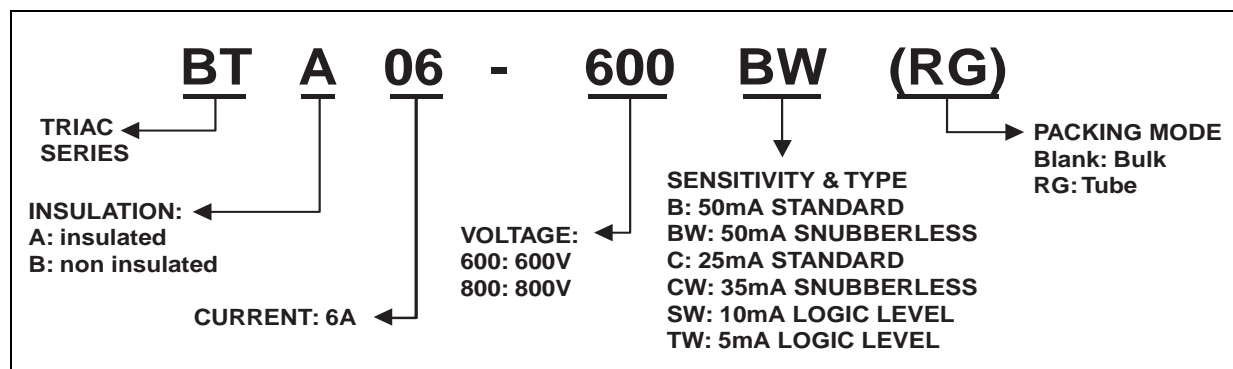 BT A 06 - 600 BW (RG)
TRIAC
SERIES
INSULATION:
A: insulated
B: non insulated
CURRENT: 6A
VOLTAGE:
600: 600V
800: 800V
SENSITIVITY & TYPE
B: 50mA STANDARD
BW: 50mA SNUBBERLESS
C: 25mA STANDARD
CW: 35mA SNUBBERLESS
SW: 10mA LOGIC LEVEL
TW: 5mA LOGIC LEVEL
PACKING MODE
Blank: Bulk
RG: Tube